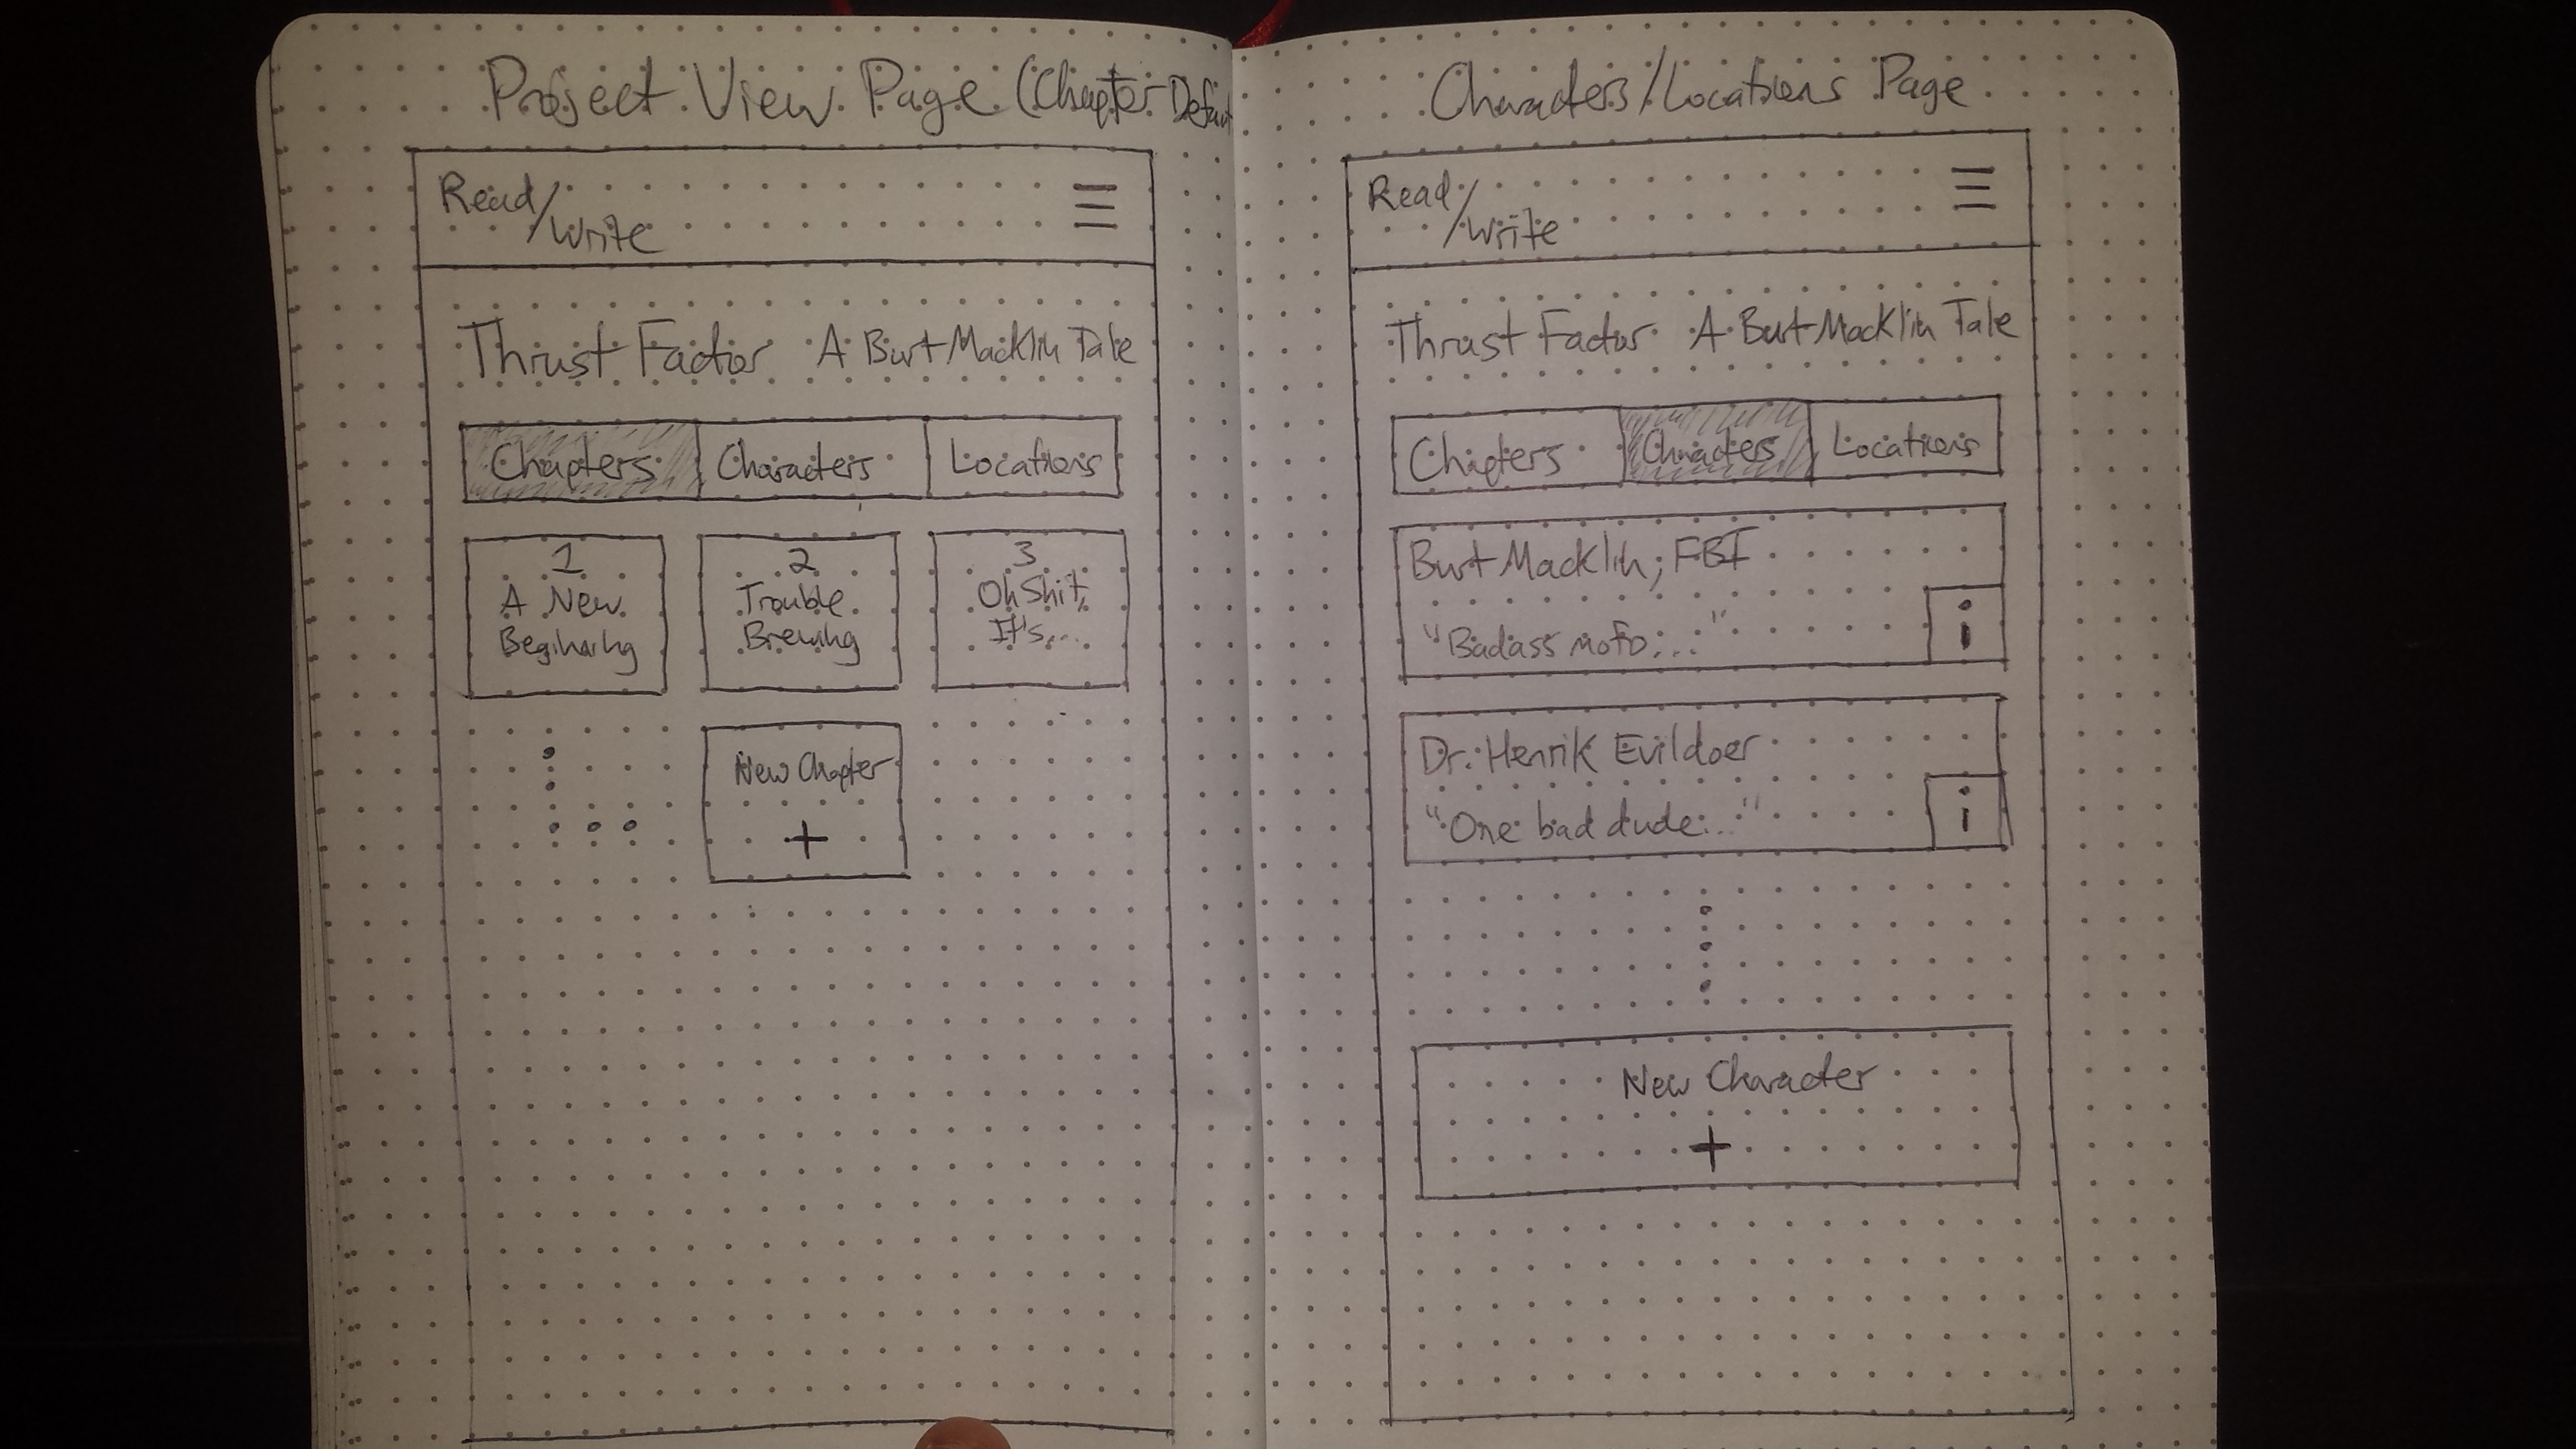 Project View Page (Chapter Defaut
Read/
Write
Thrust Factor A Burt Macklin Tale
Chapters Characters Locations
1
A New
Beginning
2
Trouble
Brewing
3
Oh Shit,
It's...
New Chapter
+
Characters/Locations Page
Read/
Write
Thrust Factor A Burt Macklin Tale
Chapters Characters Locations
Burt Macklin, FBI
"Badass mofo..."
i
Dr. Henrik Evildoer
"One bad dude..."
i
New Character
+